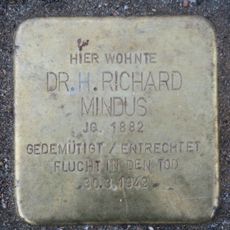 HIER WOHNTE
DR. H. RICHARD
MINDUS
JG. 1882
GEDEMÜTIGT / ENTRECHTET
FLUCHT IN DEN TOD
30.3.1942